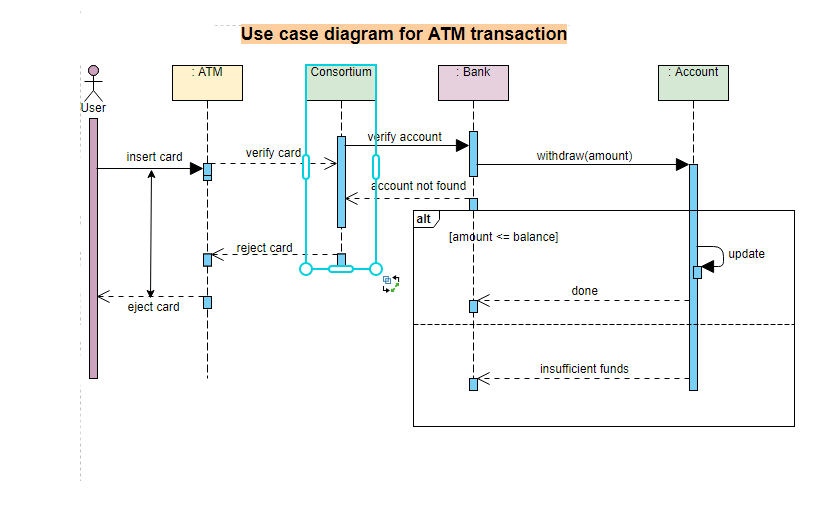 Use case diagram for ATM transaction
: ATM
Consortium
: Bank
: Account
User
verify account
insert card
verify card
withdraw(amount)
account not found
alt
[amount <= balance]
reject card
update
done
eject card
insufficient funds